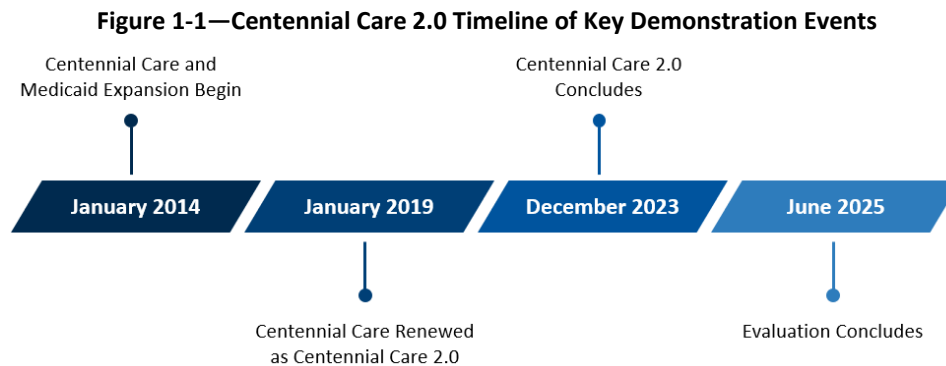 Figure 1-1—Centennial Care 2.0 Timeline of Key Demonstration Events
Centennial Care and
Medicaid Expansion Begin
Centennial Care 2.0
Concludes
January 2014
January 2019
December 2023
June 2025
Centennial Care Renewed
as Centennial Care 2.0
Evaluation Concludes